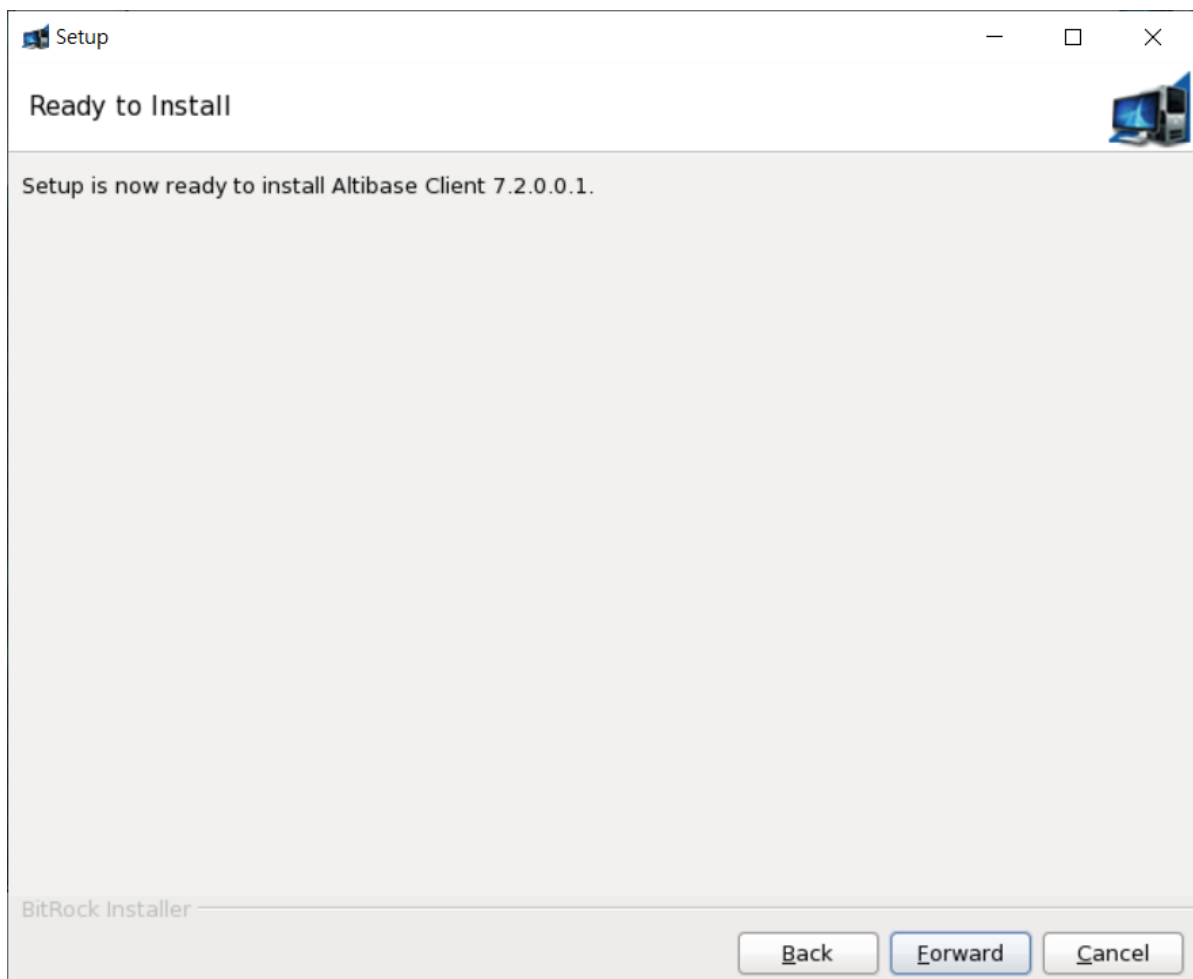 Setup
Ready to Install
Setup is now ready to install Altibase Client 7.2.0.0.1.
BitRock Installer
Back Forward Cancel